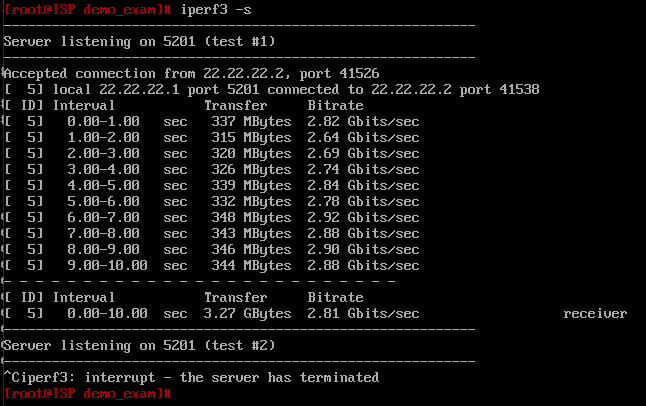 [root@ISP demo_exam]# iperf3 -s
-----------------------------------------------------------
Server listening on 5201 (test #1)
-----------------------------------------------------------
Accepted connection from 22.22.22.2, port 41526
[  5] local 22.22.22.1 port 5201 connected to 22.22.22.2 port 41538
[ ID] Interval           Transfer     Bitrate
[  5]   0.00-1.00   sec   337 MBytes  2.82 Gbits/sec
[  5]   1.00-2.00   sec   315 MBytes  2.64 Gbits/sec
[  5]   2.00-3.00   sec   320 MBytes  2.69 Gbits/sec
[  5]   3.00-4.00   sec   326 MBytes  2.74 Gbits/sec
[  5]   4.00-5.00   sec   339 MBytes  2.84 Gbits/sec
[  5]   5.00-6.00   sec   332 MBytes  2.78 Gbits/sec
[  5]   6.00-7.00   sec   348 MBytes  2.92 Gbits/sec
[  5]   7.00-8.00   sec   343 MBytes  2.88 Gbits/sec
[  5]   8.00-9.00   sec   346 MBytes  2.90 Gbits/sec
[  5]   9.00-10.00  sec   344 MBytes  2.88 Gbits/sec
- - - - - - - - - - - - - - - - - - - - - - - - -
[ ID] Interval           Transfer     Bitrate
[  5]   0.00-10.00  sec  3.27 GBytes  2.81 Gbits/sec                  receiver
-----------------------------------------------------------
Server listening on 5201 (test #2)
-----------------------------------------------------------
^Ciperf3: interrupt - the server has terminated
[root@ISP demo_exam]#